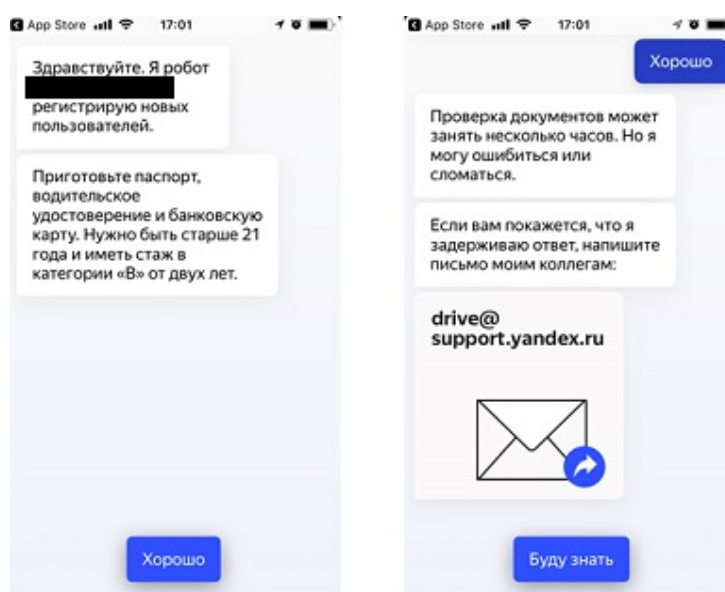 App Store 17:01
Здравствуйте. Я робот
регистрирую новых
пользователей.
Приготовьте паспорт,
водительское
удостоверение и банковскую
карту. Нужно быть старше 21
года и иметь стаж в
категории «В» от двух лет.
Хорошо
App Store 17:01
Хорошо
Проверка документов может
занять несколько часов. Но я
могу ошибиться или
сломаться.
Если вам покажется, что я
задерживаю ответ, напишите
письмо моим коллегам:
drive@
support.yandex.ru
Буду знать